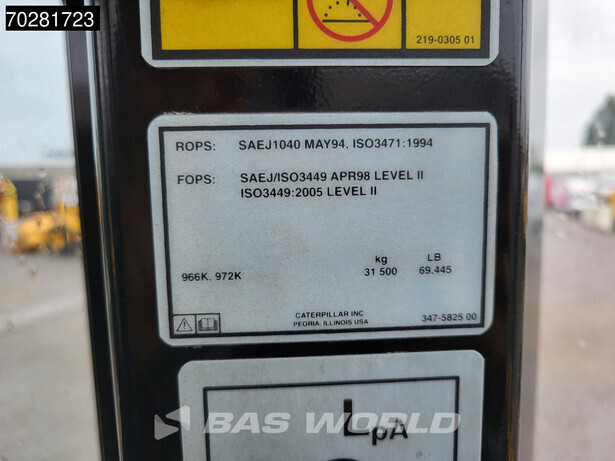 70281723
219-0305 01
ROPS: SAEJ1040 MAY94, ISO3471:1994
FOPS: SAEJ/ISO3449 APR98 LEVEL II
ISO3449:2005 LEVEL II
kg LB
966K, 972K 31 500 69.445
CATERPILLAR INC
PEORIA, ILLINOIS USA
347-5825 00
BAS WORLD
LpA